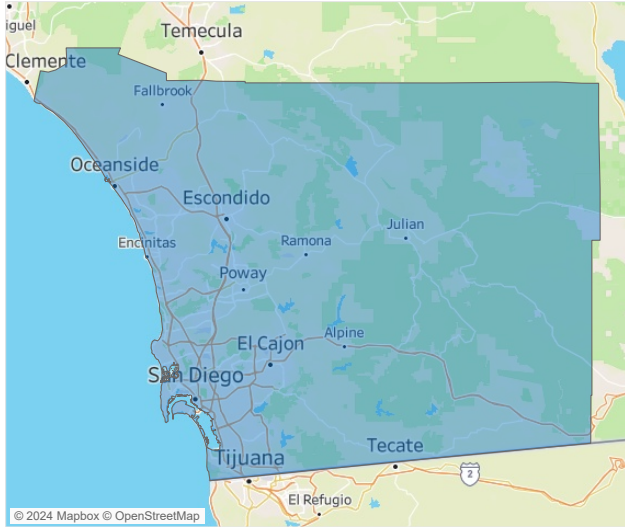 iguel
Temecula
Clemente
Fallbrook
Oceanside
Escondido
Julian
Encinitas
Ramona
Poway
El Cajon
Alpine
San Diego
Tijuana
Tecate
2
El Refugio
© 2024 Mapbox © OpenStreetMap